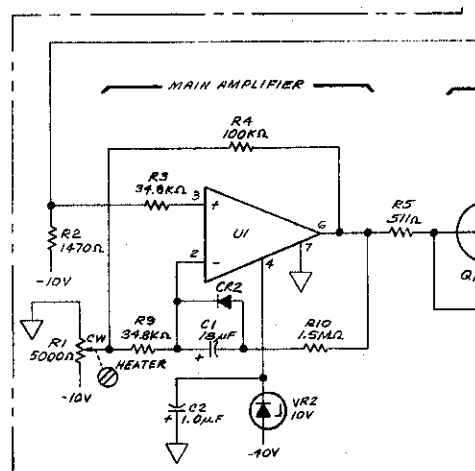 MAIN AMPLIFIER
R4
100KΩ
R3
34.8KΩ
3
+
6
R5
511Ω
U1
R2
1470Ω
7
2
-
4
-10V
CR2
Q1
R1
5000Ω
CW
R9
34.8KΩ
C1
18µF
+
R10
1.5MΩ
HEATER
-10V
C2
1.0µF
+
VR2
10V
-40V